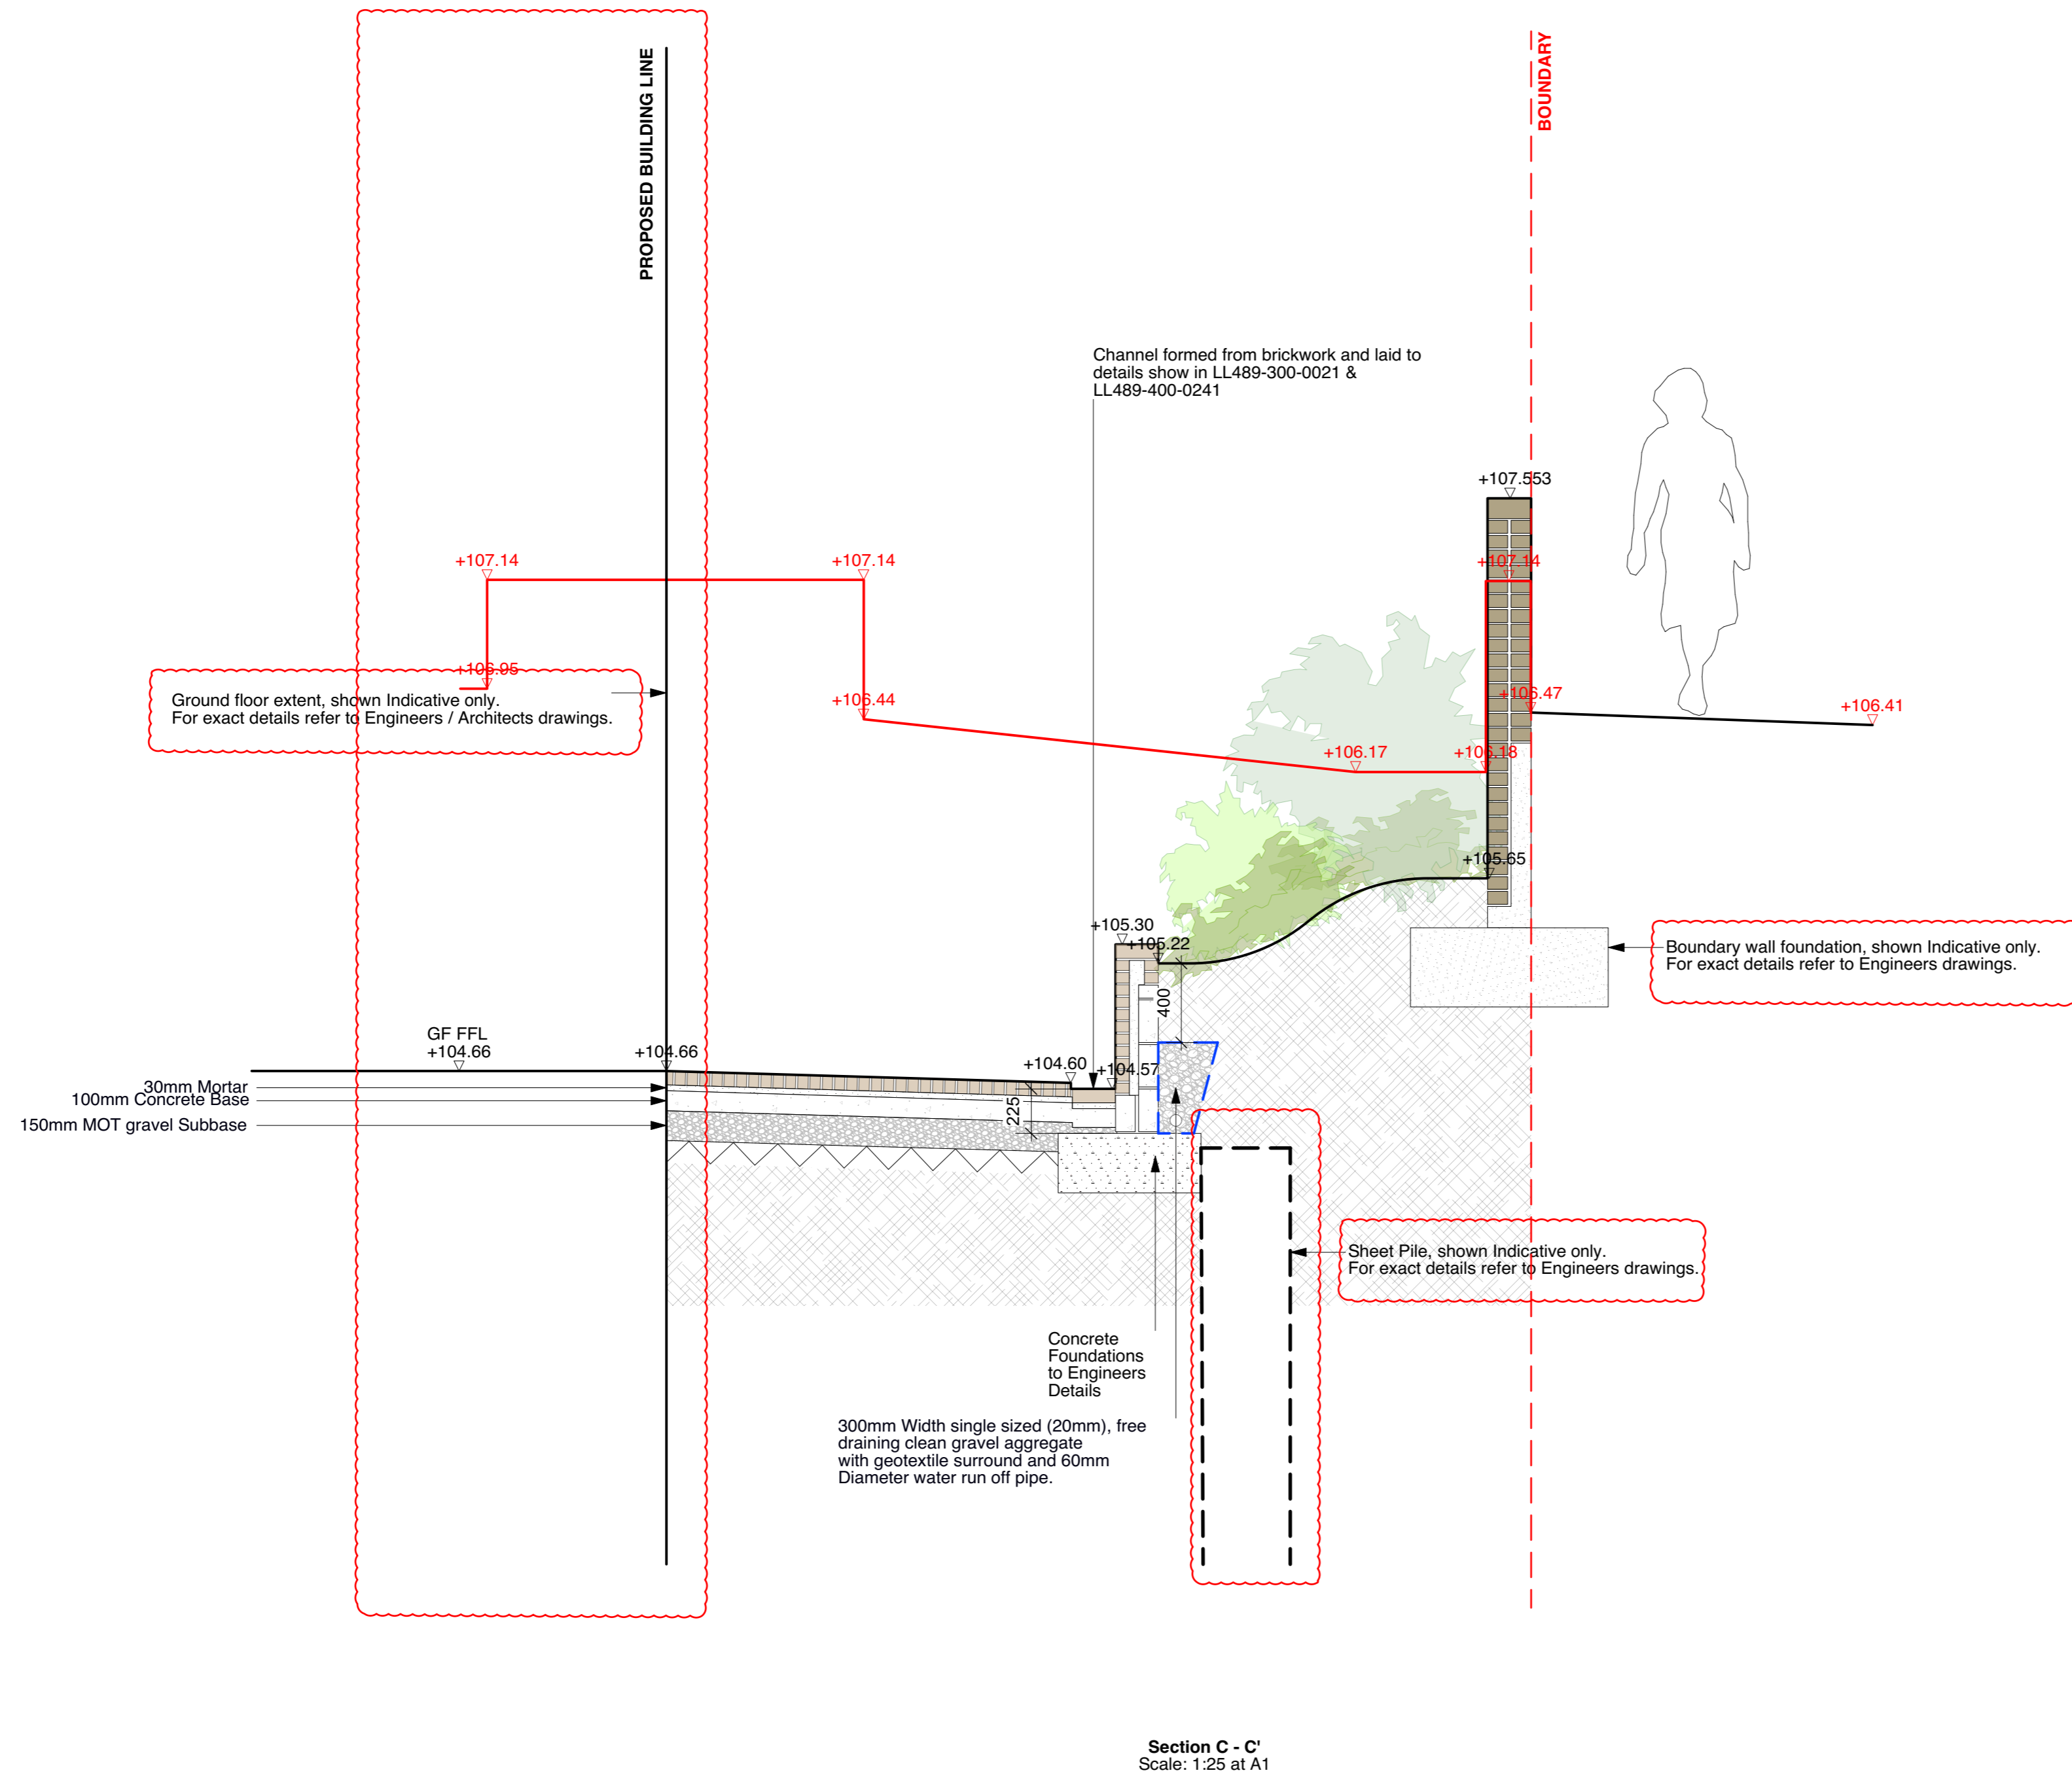 PROPOSED BUILDING LINE
BOUNDARY
Channel formed from brickwork and laid to
details show in LL489-300-0021 &
LL489-400-0241
+107.553
+107.14
+107.14
+107.14
+106.95
Ground floor extent, shown Indicative only.
For exact details refer to Engineers / Architects drawings.
+106.44
+106.47
+106.41
+106.17
+106.18
+105.65
+105.30
+105.22
400
Boundary wall foundation, shown Indicative only.
For exact details refer to Engineers drawings.
GF FFL
+104.66
+104.66
+104.60
+104.57
30mm Mortar
100mm Concrete Base
150mm MOT gravel Subbase
225
Sheet Pile, shown Indicative only.
For exact details refer to Engineers drawings.
Concrete
Foundations
to Engineers
Details
300mm Width single sized (20mm), free
draining clean gravel aggregate
with geotextile surround and 60mm
Diameter water run off pipe.
Section C - C'
Scale: 1:25 at A1